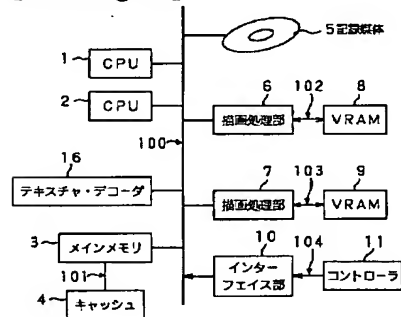 5 記録媒体
1
CPU
2
CPU
6
102
8
描画処理部
VRAM
100
16
7
103
9
テキスチャ・デコーダ
描画処理部
VRAM
3
10
104
11
メインメモリ
インターフェイス部
コントローラ
101
4
キャッシュ